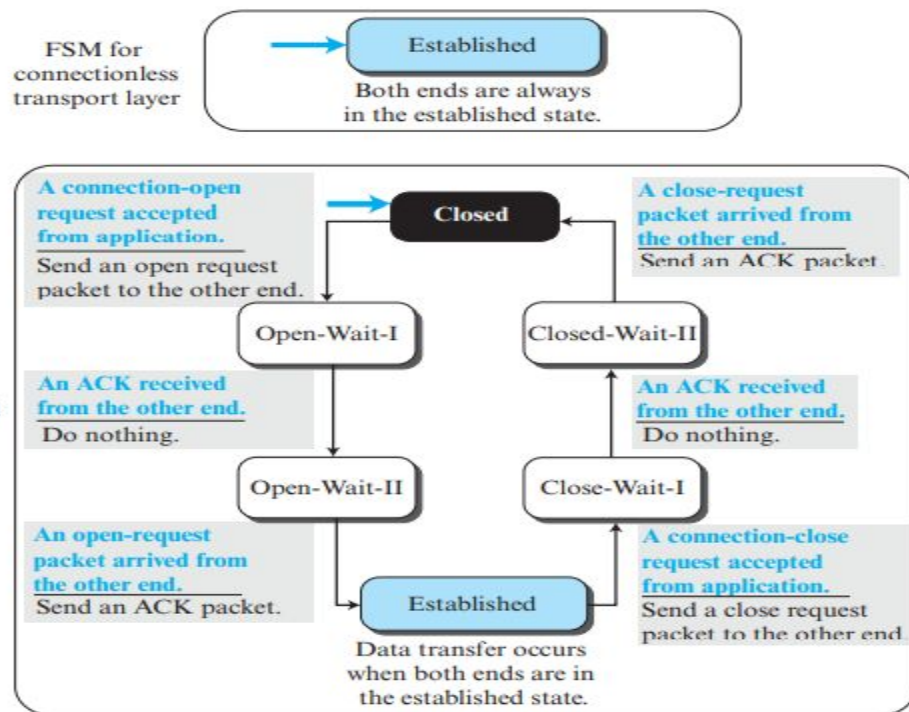 FSM for
connectionless
transport layer
Established
Both ends are always
in the established state.
A connection-open
request accepted
from application.
Send an open request
packet to the other end.
Closed
A close-request
packet arrived from
the other end.
Send an ACK packet.
Open-Wait-I
Closed-Wait-II
An ACK received
from the other end.
Do nothing.
An ACK received
from the other end.
Do nothing.
Open-Wait-II
Close-Wait-I
An open-request
packet arrived from
the other end.
Send an ACK packet.
A connection-close
request accepted
from application.
Send a close request
packet to the other end.
Established
Data transfer occurs
when both ends are in
the established state.